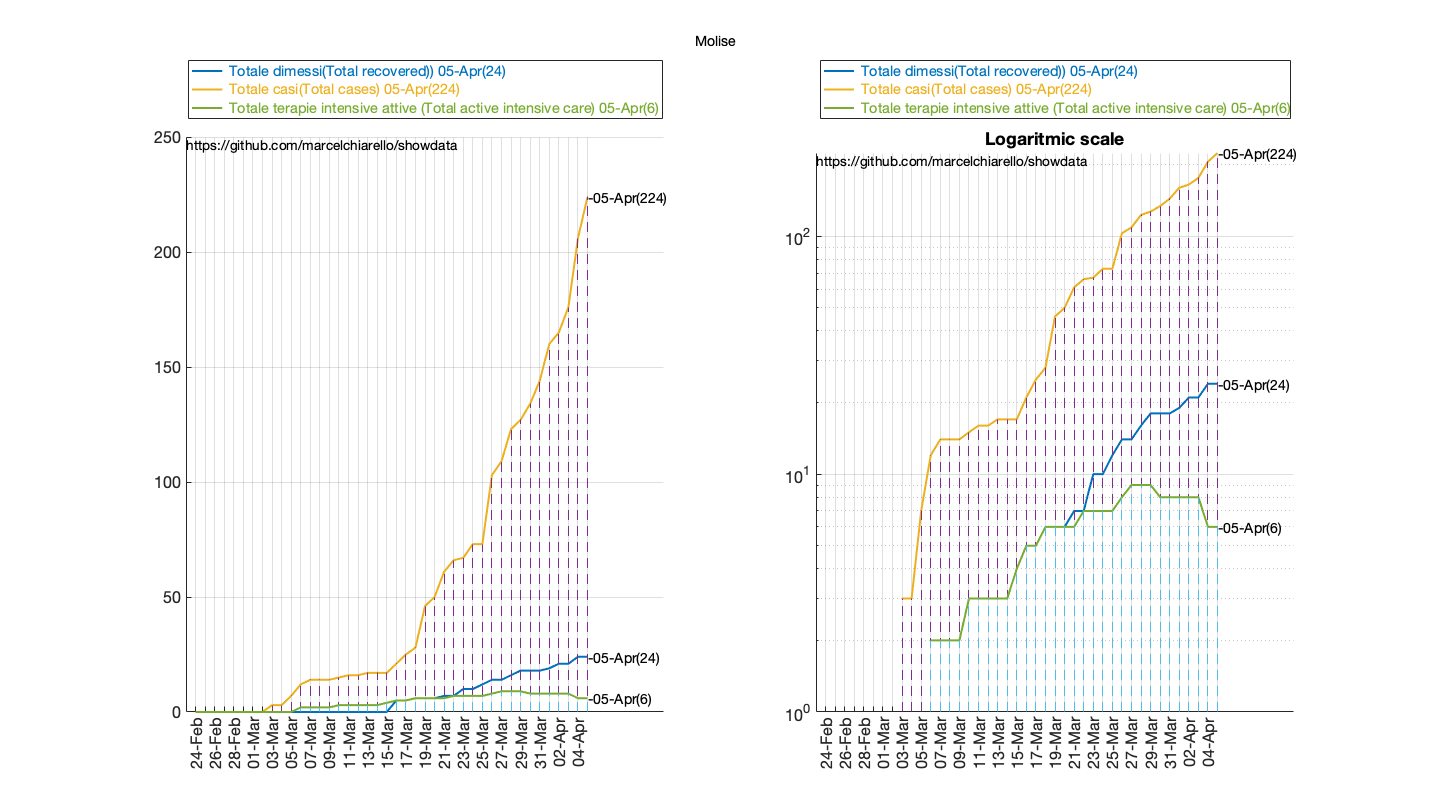 Molise
Totale dimessi(Total recovered)) 05-Apr(24)
Totale casi(Total cases) 05-Apr(224)
Totale terapie intensive attive (Total active intensive care) 05-Apr(6)
250
https://github.com/marcelchiarello/showdata
-05-Apr(224)
200
150
100
50
-05-Apr(24)
-05-Apr(6)
0
24-Feb
26-Feb
28-Feb
01-Mar
03-Mar
05-Mar
07-Mar
09-Mar
11-Mar
13-Mar
15-Mar
17-Mar
19-Mar
21-Mar
23-Mar
25-Mar
27-Mar
29-Mar
31-Mar
02-Apr
04-Apr
Totale dimessi(Total recovered)) 05-Apr(24)
Totale casi(Total cases) 05-Apr(224)
Totale terapie intensive attive (Total active intensive care) 05-Apr(6)
Logaritmic scale
https://github.com/marcelchiarello/showdata
-05-Apr(224)
10²
-05-Apr(24)
10¹
-05-Apr(6)
10⁰
24-Feb
26-Feb
28-Feb
01-Mar
03-Mar
05-Mar
07-Mar
09-Mar
11-Mar
13-Mar
15-Mar
17-Mar
19-Mar
21-Mar
23-Mar
25-Mar
27-Mar
29-Mar
31-Mar
02-Apr
04-Apr